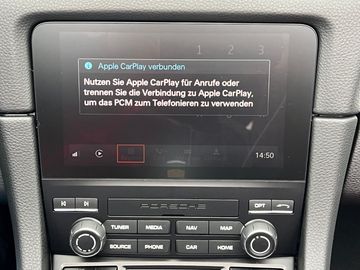 1 2 3
Apple CarPlay verbunden
Nutzen Sie Apple CarPlay für Anrufe oder
trennen Sie die Verbindung zu Apple CarPlay,
um das PCM zum Telefonieren zu verwenden
14:50
PORSCHE
OPT
TUNER MEDIA NAV MAP
SOURCE PHONE CAR HOME